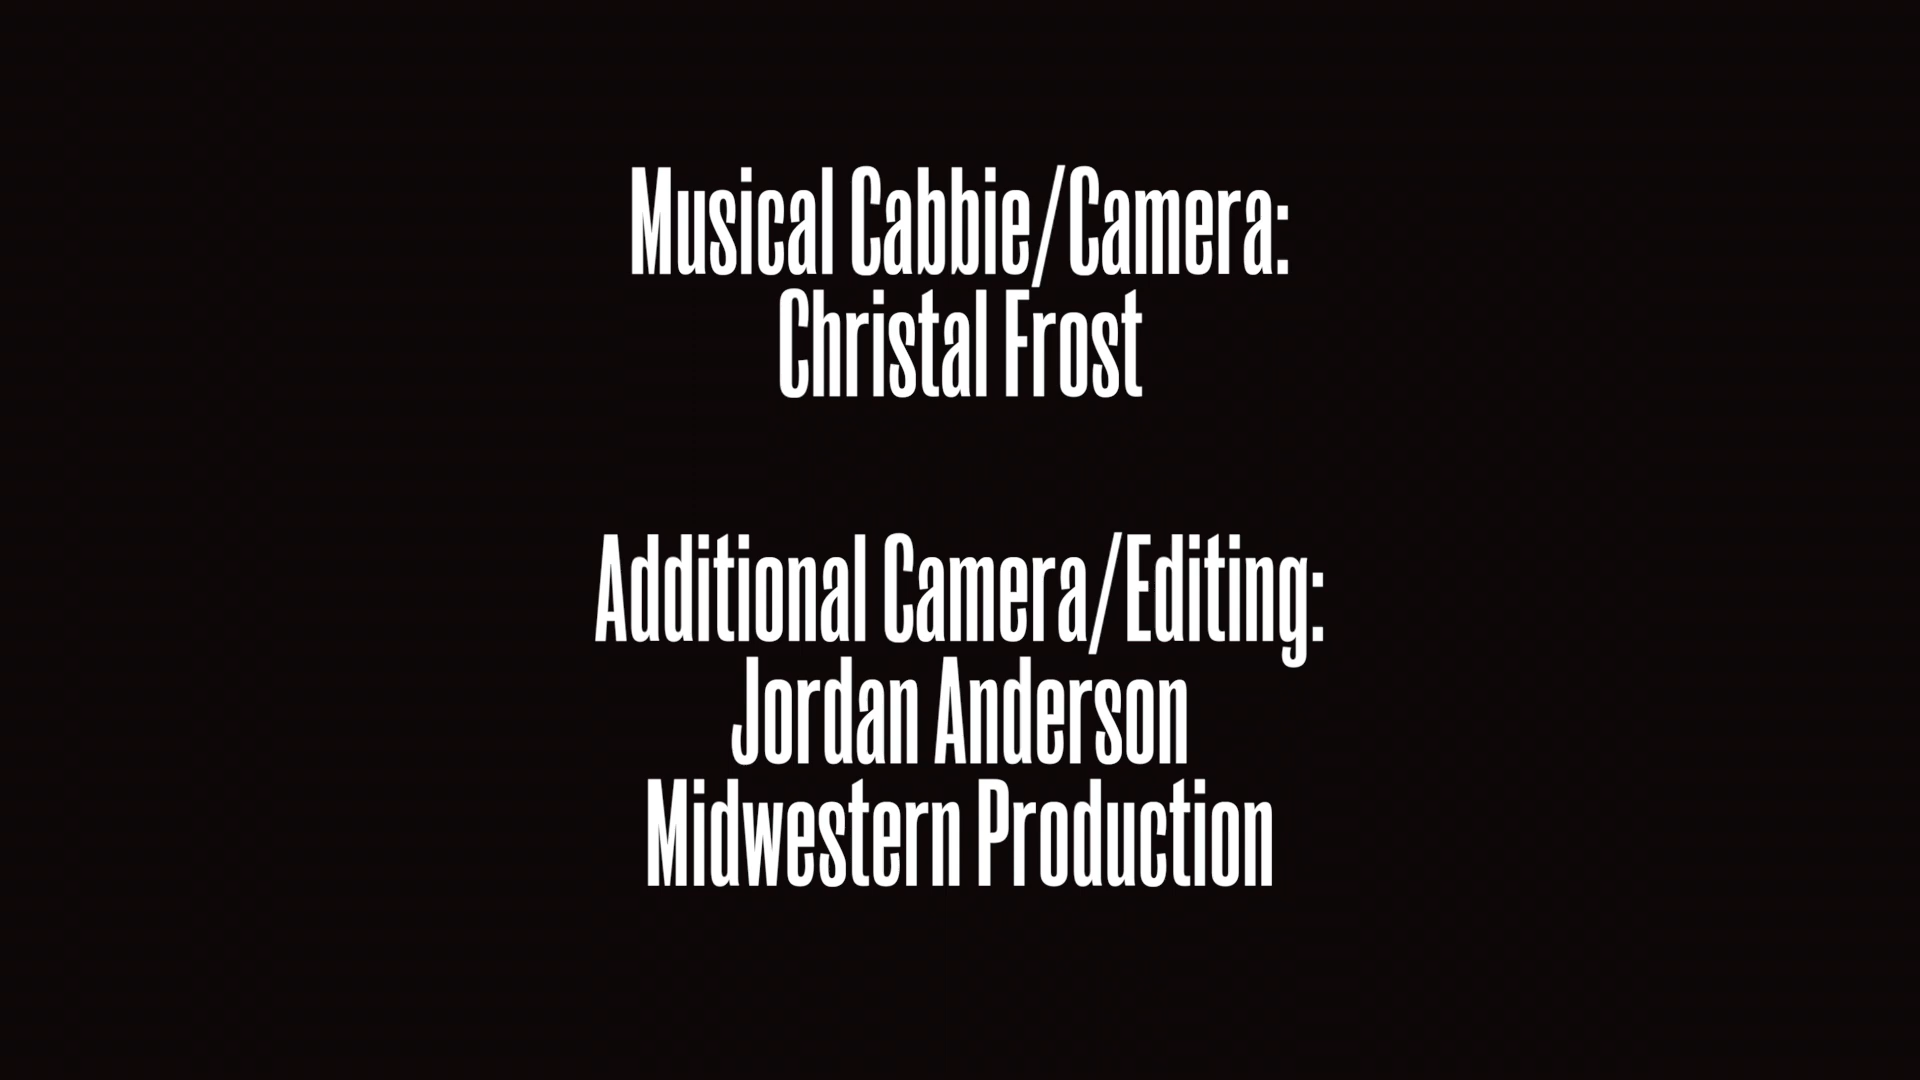 Musical Cabbie/Camera:
Christal Frost
Additional Camera/Editing:
Jordan Anderson
Midwestern Production